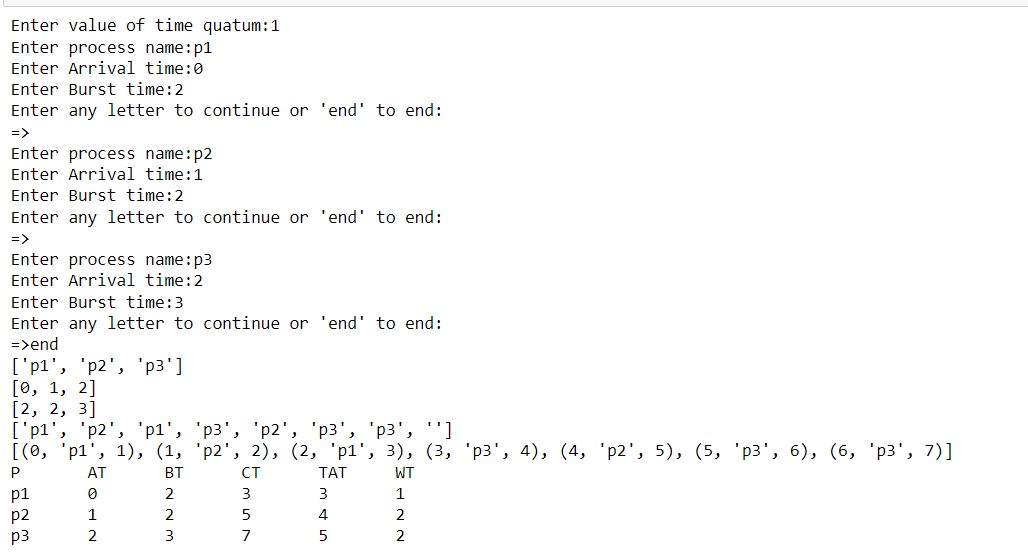 Enter value of time quatum:1
Enter process name:p1
Enter Arrival time:0
Enter Burst time:2
Enter any letter to continue or 'end' to end:
=>
Enter process name:p2
Enter Arrival time:1
Enter Burst time:2
Enter any letter to continue or 'end' to end:
=>
Enter process name:p3
Enter Arrival time:2
Enter Burst time:3
Enter any letter to continue or 'end' to end:
=>end
['p1', 'p2', 'p3']
[0, 1, 2]
[2, 2, 3]
['p1', 'p2', 'p1', 'p3', 'p2', 'p3', 'p3', '']
[(0, 'p1', 1), (1, 'p2', 2), (2, 'p1', 3), (3, 'p3', 4), (4, 'p2', 5), (5, 'p3', 6), (6, 'p3', 7)]
P AT BT CT TAT WT
p1 0 2 3 3 1
p2 1 2 5 4 2
p3 2 3 7 5 2